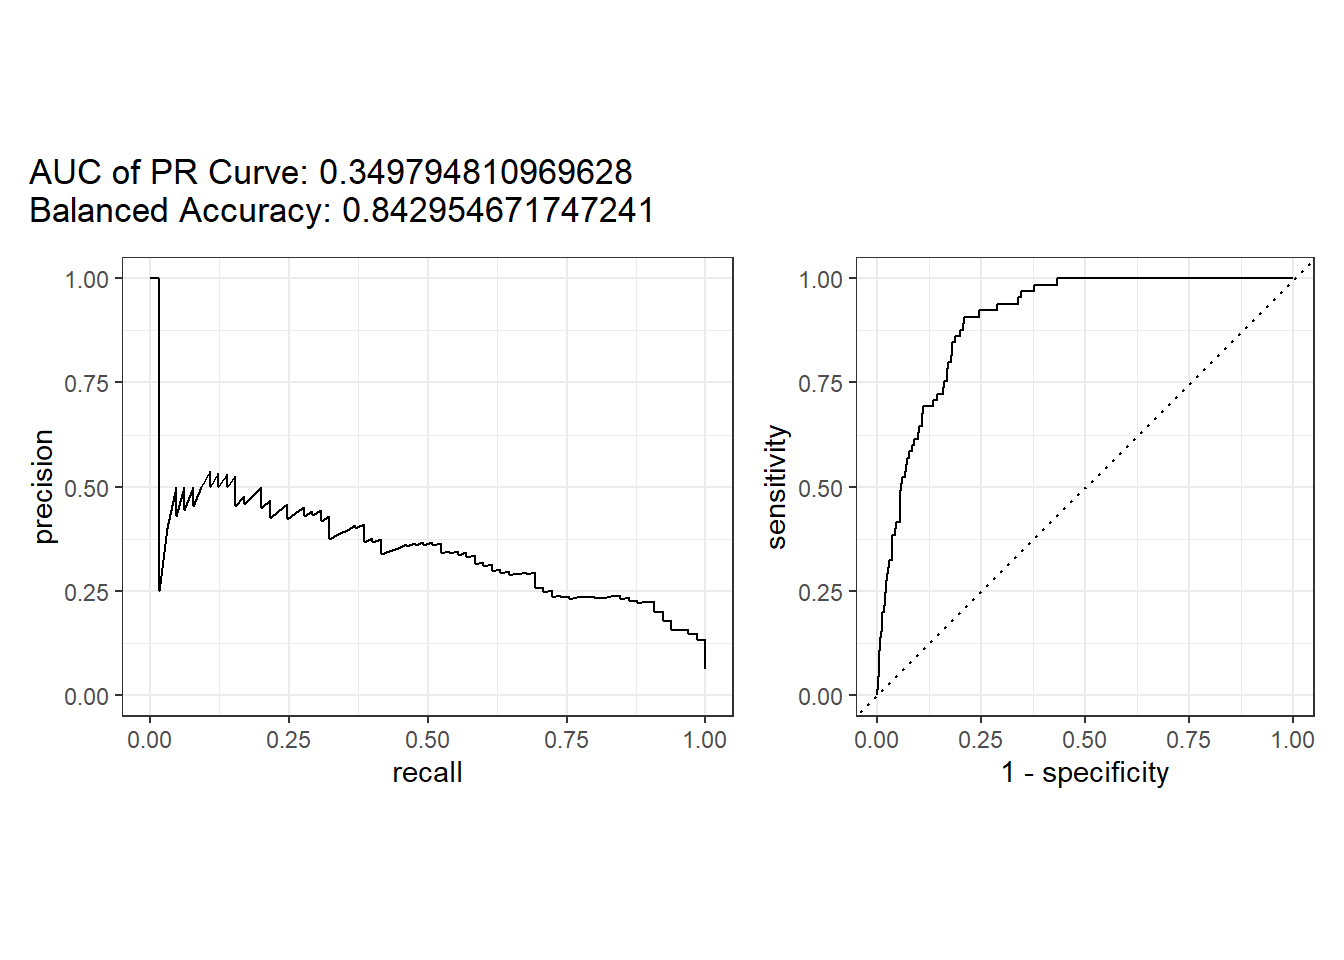 AUC of PR Curve: 0.349794810969628
Balanced Accuracy: 0.842954671747241
precision
1.00
0.75
0.50
0.25
0.00
0.00 0.25 0.50 0.75 1.00
recall
sensitivity
1.00
0.75
0.50
0.25
0.00
0.00 0.25 0.50 0.75 1.00
1 - specificity